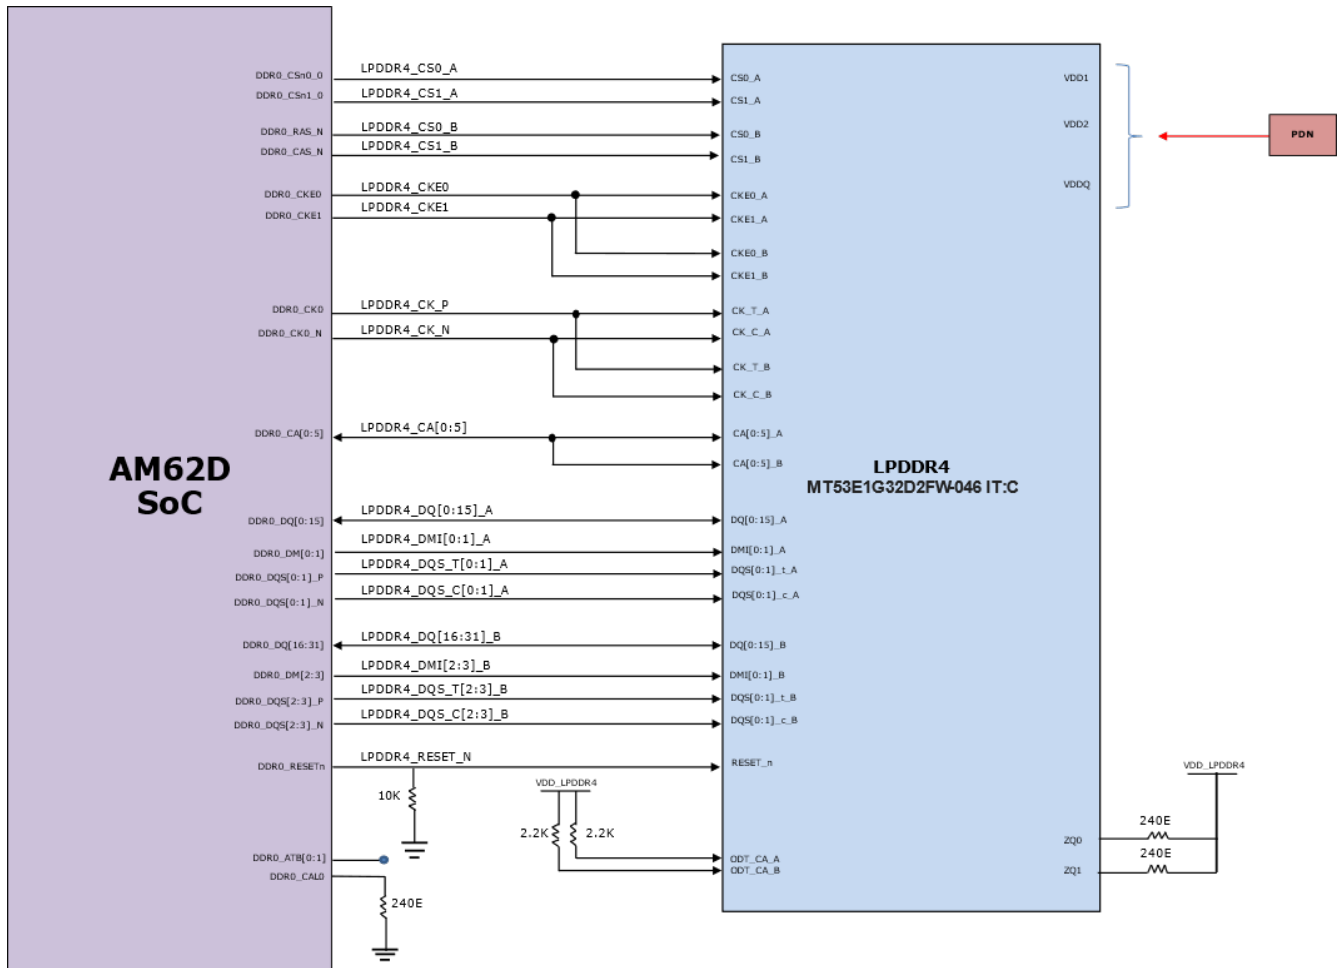 DDR0_CSn0_0
LPDDR4_CS0_A
CS0_A
VDD1
DDR0_CSn1_0
LPDDR4_CS1_A
CS1_A
DDR0_RAS_N
LPDDR4_CS0_B
CS0_B
VDD2
PDN
DDR0_CAS_N
LPDDR4_CS1_B
CS1_B
DDR0_CKE0
LPDDR4_CKE0
CKE0_A
VDDQ
DDR0_CKE1
LPDDR4_CKE1
CKE1_A
CKE0_B
CKE1_B
DDR0_CK0
LPDDR4_CK_P
CK_T_A
DDR0_CK0_N
LPDDR4_CK_N
CK_C_A
CK_T_B
CK_C_B
DDR0_CA[0:5]
LPDDR4_CA[0:5]
CA[0:5]_A
CA[0:5]_B
AM62D
SoC
LPDDR4
MT53E1G32D2FW-046 IT:C
DDR0_DQ[0:15]
LPDDR4_DQ[0:15]_A
DQ[0:15]_A
DDR0_DM[0:1]
LPDDR4_DMI[0:1]_A
DMI[0:1]_A
DDR0_DQS[0:1]_P
LPDDR4_DQS_T[0:1]_A
DQS[0:1]_t_A
DDR0_DQS[0:1]_N
LPDDR4_DQS_C[0:1]_A
DQS[0:1]_c_A
DDR0_DQ[16:31]
LPDDR4_DQ[16:31]_B
DQ[0:15]_B
DDR0_DM[2:3]
LPDDR4_DMI[2:3]_B
DMI[0:1]_B
DDR0_DQS[2:3]_P
LPDDR4_DQS_T[2:3]_B
DQS[0:1]_t_B
DDR0_DQS[2:3]_N
LPDDR4_DQS_C[2:3]_B
DQS[0:1]_c_B
DDR0_RESETn
LPDDR4_RESET_N
RESET_n
10K
VDD_LPDDR4
2.2K
2.2K
VDD_LPDDR4
240E
ZQ0
240E
ZQ1
DDR0_ATB[0:1]
ODT_CA_A
DDR0_CAL0
ODT_CA_B
240E